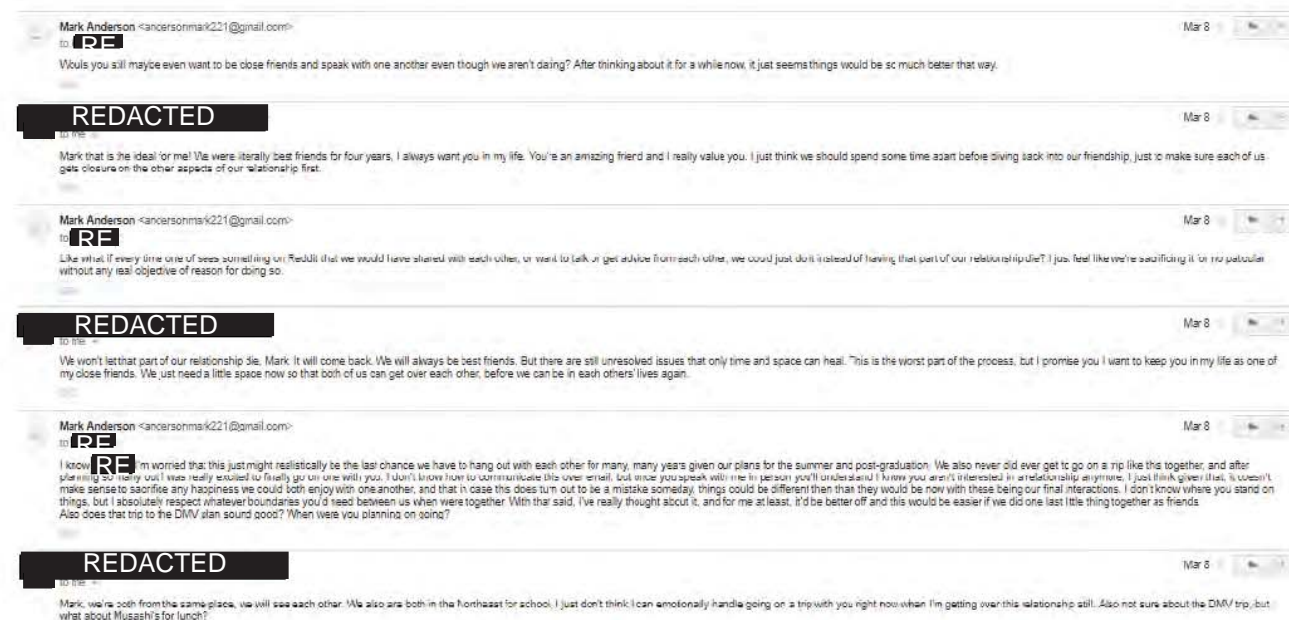 Mark Anderson <ancersonmark221@gmail.com> Mar 8
to RE
Wouls you still maybe even want to be close friends and speak with one another even though we aren't dating? After thinking about it for a while now, it just seems things would be so much better that way.
REDACTED Mar 8
to me
Mark that is the ideal for me! We were literally best friends for four years, I always want you in my life. You're an amazing friend and I really value you. I just think we should spend some time apart before diving back into our friendship, just to make sure each of us
gets closure on the other aspects of our relationship first.
Mark Anderson <ancersonmark221@gmail.com> Mar 8
to RE
Like what if every time one of sees something on Reddit that we would have shared with each other, or want to talk or get advice from each other, we could just do it instead of having that part of our relationship die? I just feel like we're sacrificing it for no paticular
without any real objective of reason for doing so.
REDACTED Mar 8
to me
We won't let that part of our relationship die, Mark. It will come back. We will always be best friends. But there are still unresolved issues that only time and space can heal. This is the worst part of the process, but I promise you I want to keep you in my life as one of
my close friends. We just need a little space now so that both of us can get over each other, before we can be in each others' lives again.
Mark Anderson <ancersonmark221@gmail.com> Mar 8
to RE
I know RE I'm worried that this just might realistically be the last chance we have to hang out with each other for many, many years given our plans for the summer and post-graduation. We also never did ever get to go on a trip like this together, and after
planning so many out I was really excited to finally go on one with you. I don't know how to communicate this over email, but once you speak with me in person you'll understand I know you aren't interested in a relationship anymore, I just think given that, it doesn't
make sense to sacrifise any happiness we could both enjoy with one another, and that in case this does turn out to be a mistake someday, things could be different then than they would be now with these being our final interactions. I don't know where you stand on
things, but I absolutely respect whatever boundaries you'd need between us when were together. With that said, I've really thought about it, and for me at least, it'd be better off and this would be easier if we did one last little thing together as friends.
Also does that trip to the DMV plan sound good? When were you planning on going?
REDACTED Mar 8
to me
Mark, we're both from the same place, we will see each other. We also are both in the Northeast for school. I just don't think I can emotionally handle going on a trip with you right now when I'm getting over this relationship still. Also not sure about the DMV trip, but
what about Musashi's for lunch?